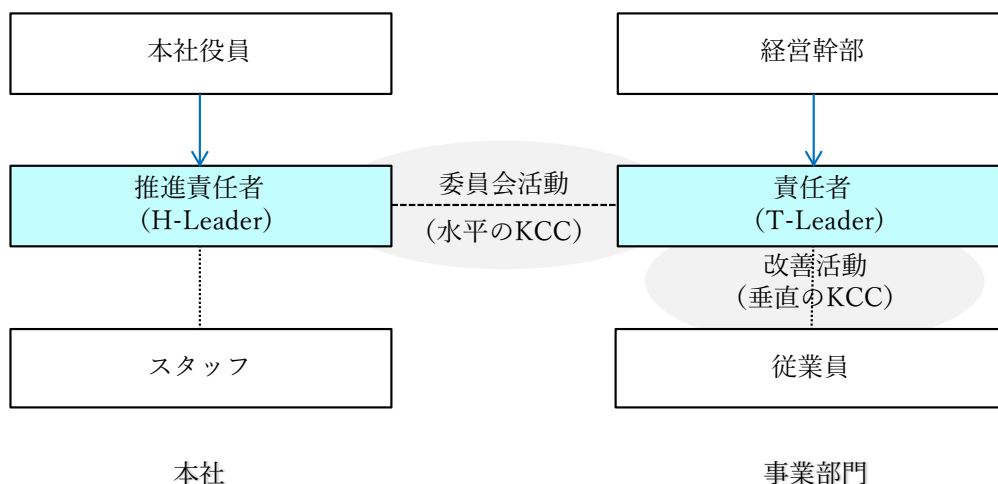 本社役員
経営幹部
推進責任者
(H-Leader)
委員会活動
(水平のKCC)
責任者
(T-Leader)
改善活動
(垂直のKCC)
スタッフ
従業員
本社
事業部門